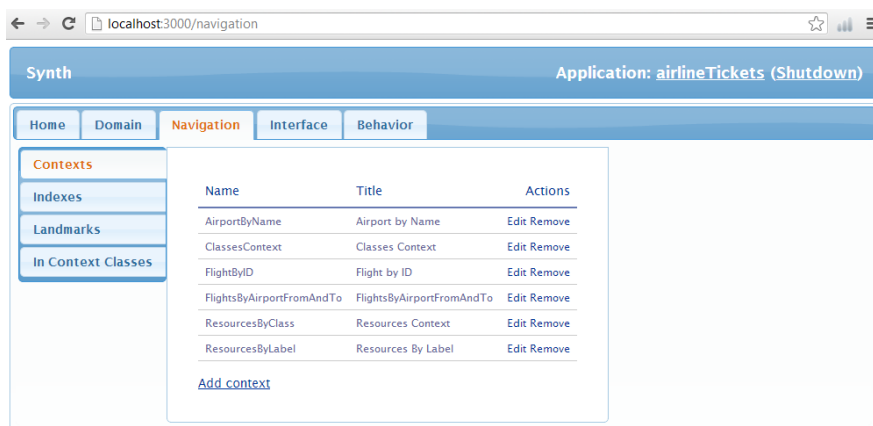 localhost:3000/navigation
Synth Application: airlineTickets (Shutdown)
Home Domain Navigation Interface Behavior
Contexts
Indexes
Landmarks
In Context Classes
Name Title Actions
AirportByName Airport by Name Edit Remove
ClassesContext Classes Context Edit Remove
FlightByID Flight by ID Edit Remove
FlightsByAirportFromAndTo FlightsByAirportFromAndTo Edit Remove
ResourcesByClass Resources Context Edit Remove
ResourcesByLabel Resources By Label Edit Remove
Add context